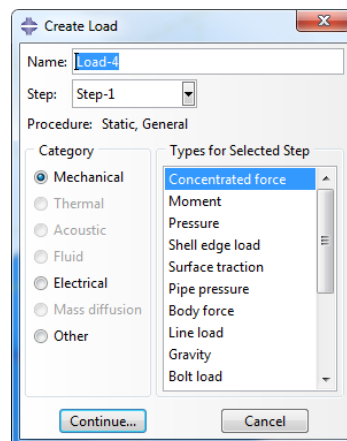 Create Load
Name: Load-4
Step: Step-1
Procedure: Static, General
Category
Mechanical
Thermal
Acoustic
Fluid
Electrical
Mass diffusion
Other
Types for Selected Step
Concentrated force
Moment
Pressure
Shell edge load
Surface traction
Pipe pressure
Body force
Line load
Gravity
Bolt load
Continue...
Cancel